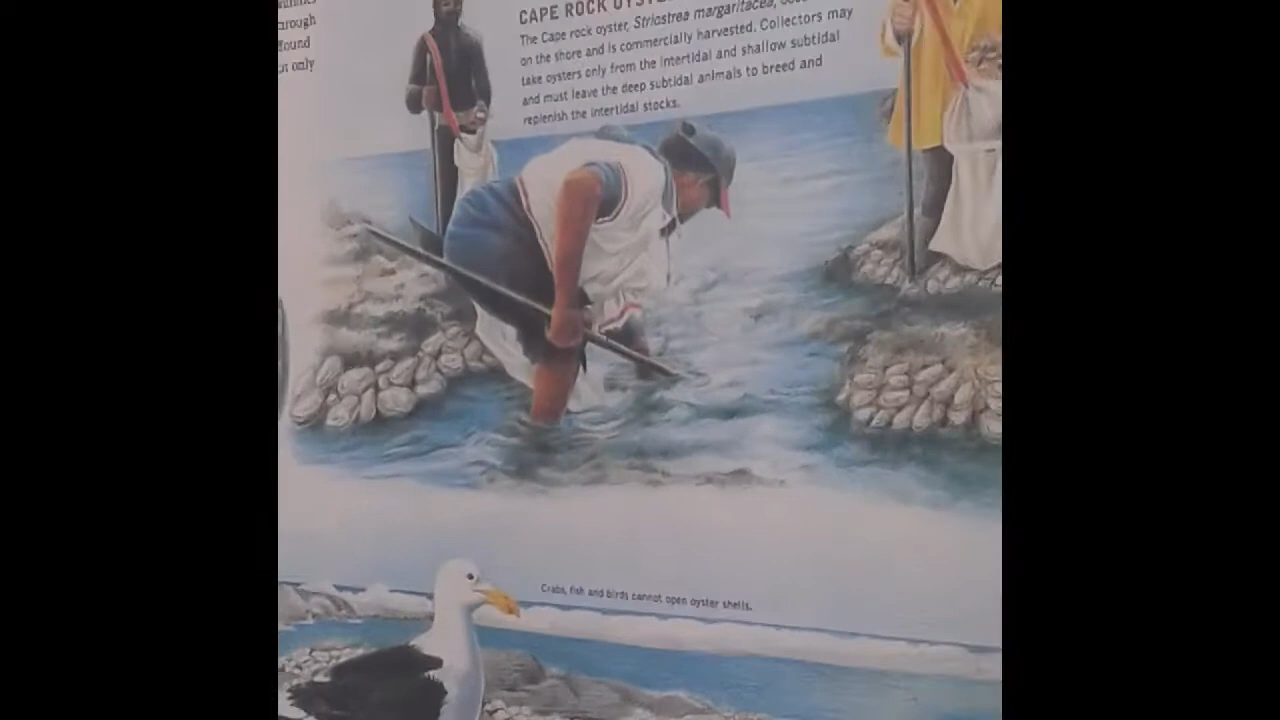 through
found
only
CAPE ROCK
The Cape rock oyster, Striostrea margaritacea,
on the shore and is commercially harvested. Collectors may
take oysters only from the intertidal and shallow subtidal
and must leave the deep subtidal animals to breed and
replenish the intertidal stocks.
Crabs, fish and birds cannot open oyster shells.